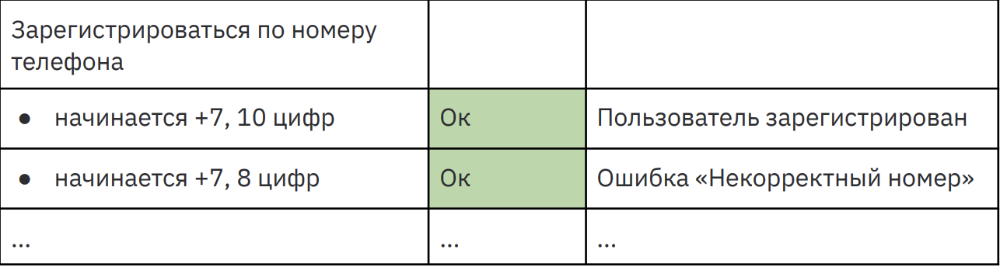 Зарегистрироваться по номеру
телефона
● начинается +7, 10 цифр Ок Пользователь зарегистрирован
● начинается +7, 8 цифр Ок Ошибка «Некорректный номер»
... ... ...